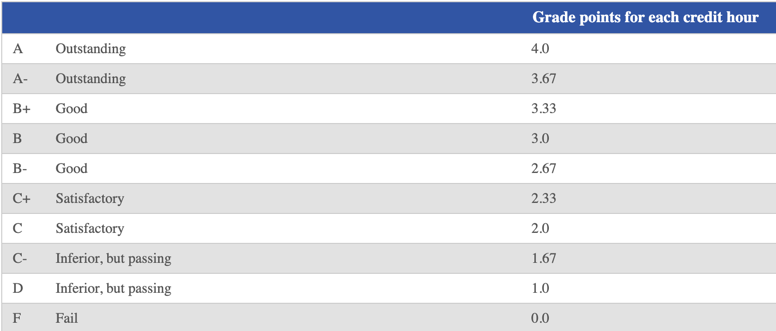 Grade points for each credit hour
A Outstanding 4.0
A- Outstanding 3.67
B+ Good 3.33
B Good 3.0
B- Good 2.67
C+ Satisfactory 2.33
C Satisfactory 2.0
C- Inferior, but passing 1.67
D Inferior, but passing 1.0
F Fail 0.0